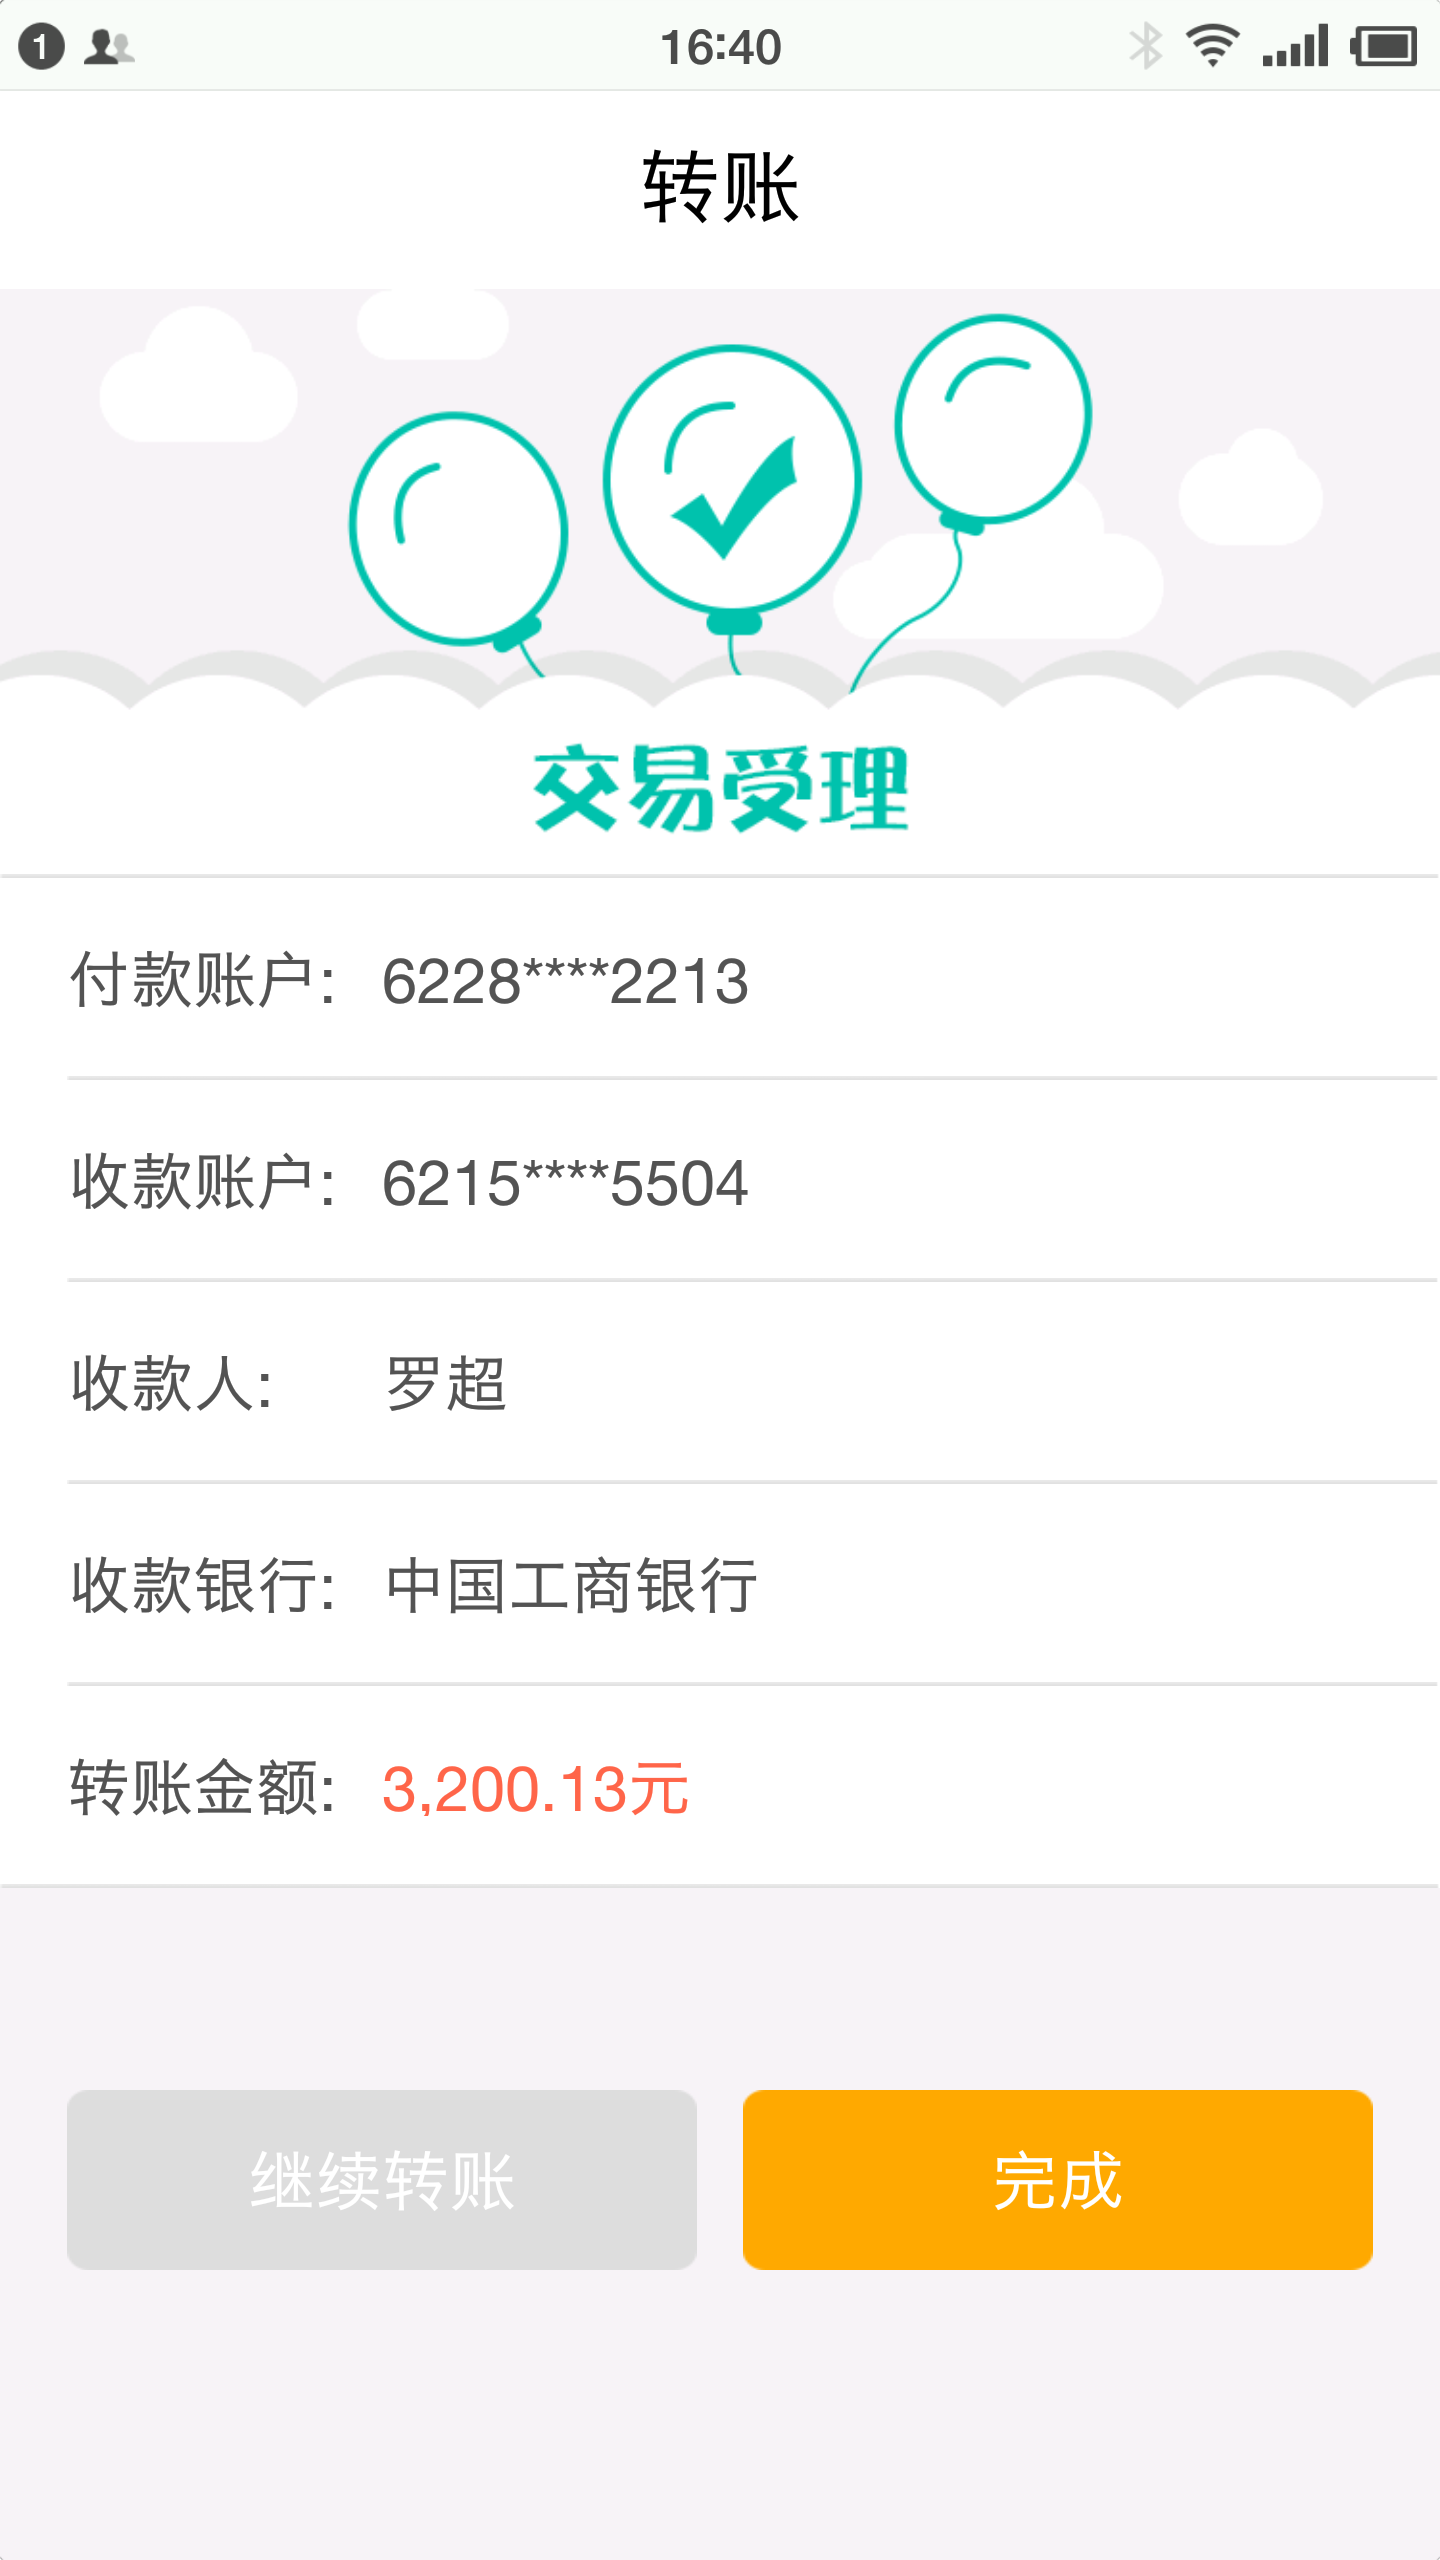 1
16:40
转账
交易受理
付款账户: 6228****2213
收款账户: 6215****5504
收款人: 罗超
收款银行: 中国工商银行
转账金额: 3,200.13元
继续转账
完成